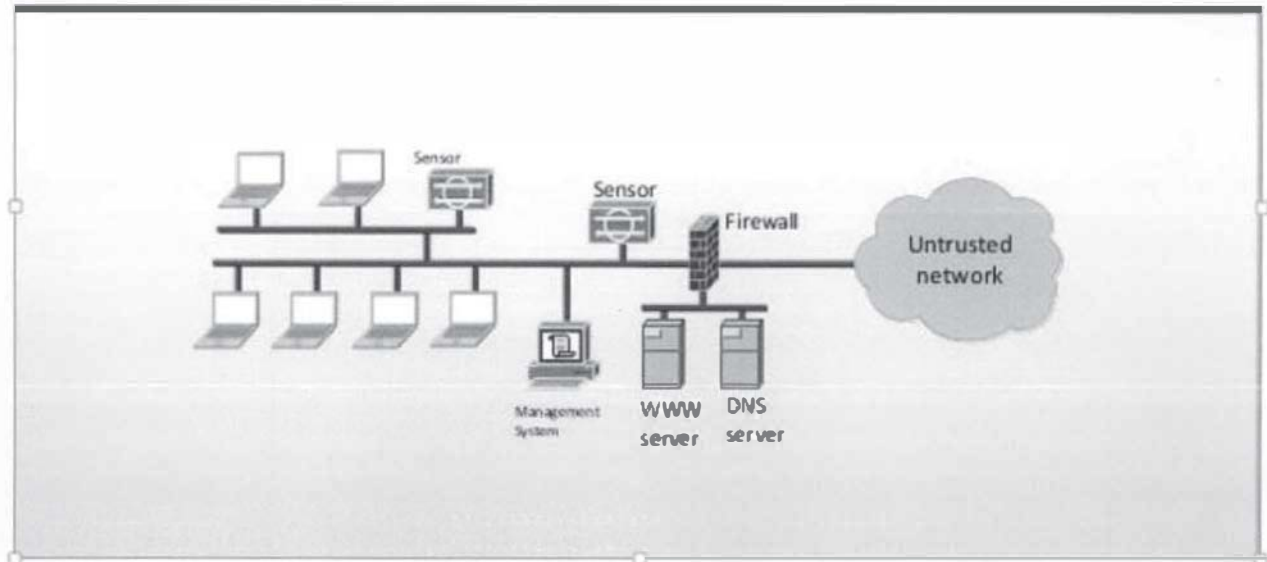 Sensor
Sensor
Firewall
Untrusted
network
Management
System
WWW
server
DNS
server